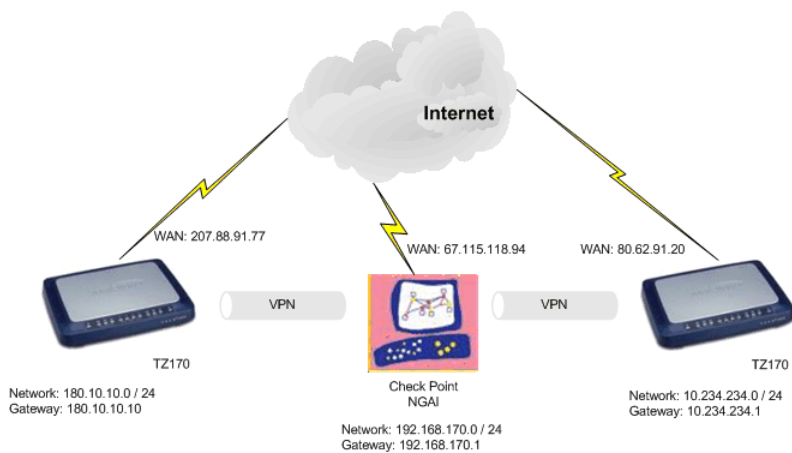 Internet
WAN: 207.88.91.77
WAN: 67.115.118.94
WAN: 80.62.91.20
VPN
VPN
TZ170
TZ170
Check Point
NGAI
Network: 180.10.10.0 / 24
Gateway: 180.10.10.10
Network: 10.234.234.0 / 24
Gateway: 10.234.234.1
Network: 192.168.170.0 / 24
Gateway: 192.168.170.1